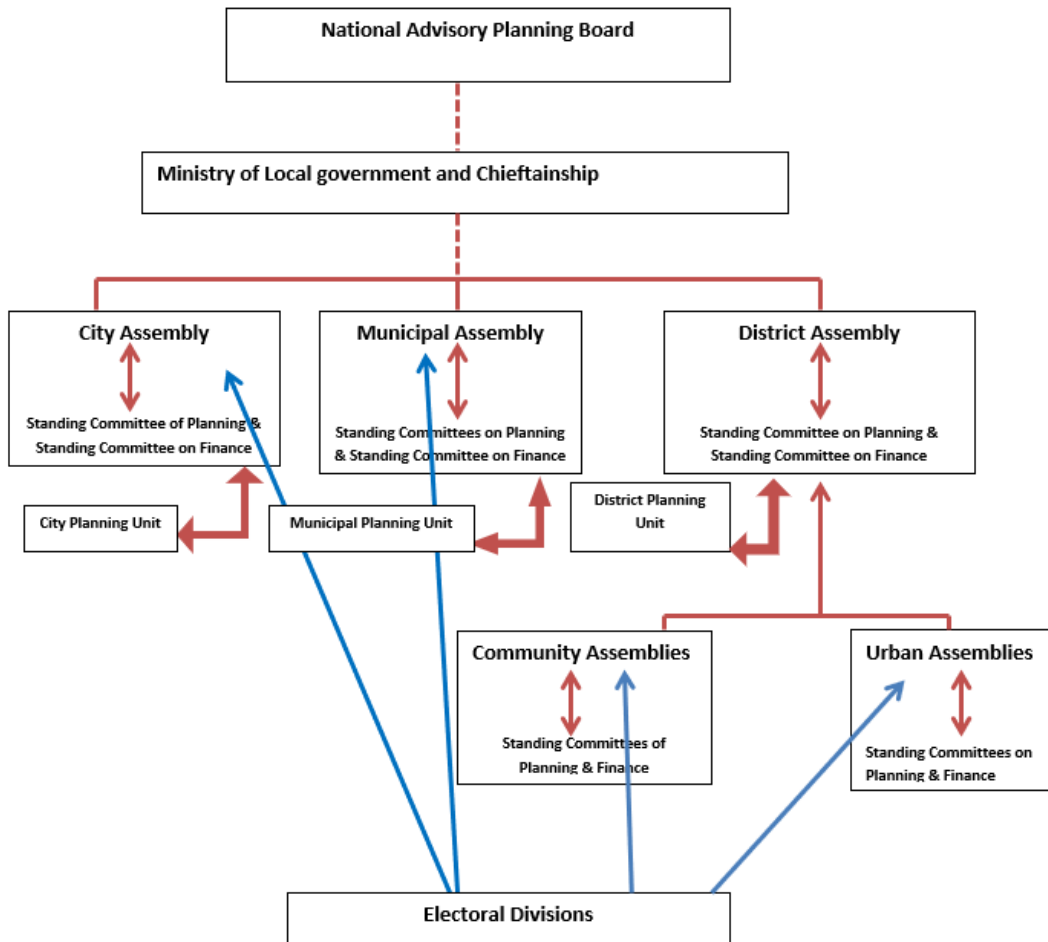 National Advisory Planning Board
Ministry of Local government and Chieftainship
City Assembly
Standing Committee of Planning &
Standing Committee on Finance
Municipal Assembly
Standing Committees on Planning
& Standing Committee on Finance
District Assembly
Standing Committee on Planning &
Standing Committee on Finance
City Planning Unit
Municipal Planning Unit
District Planning
Unit
Community Assemblies
Standing Committees of
Planning & Finance
Urban Assemblies
Standing Committees on
Planning & Finance
Electoral Divisions